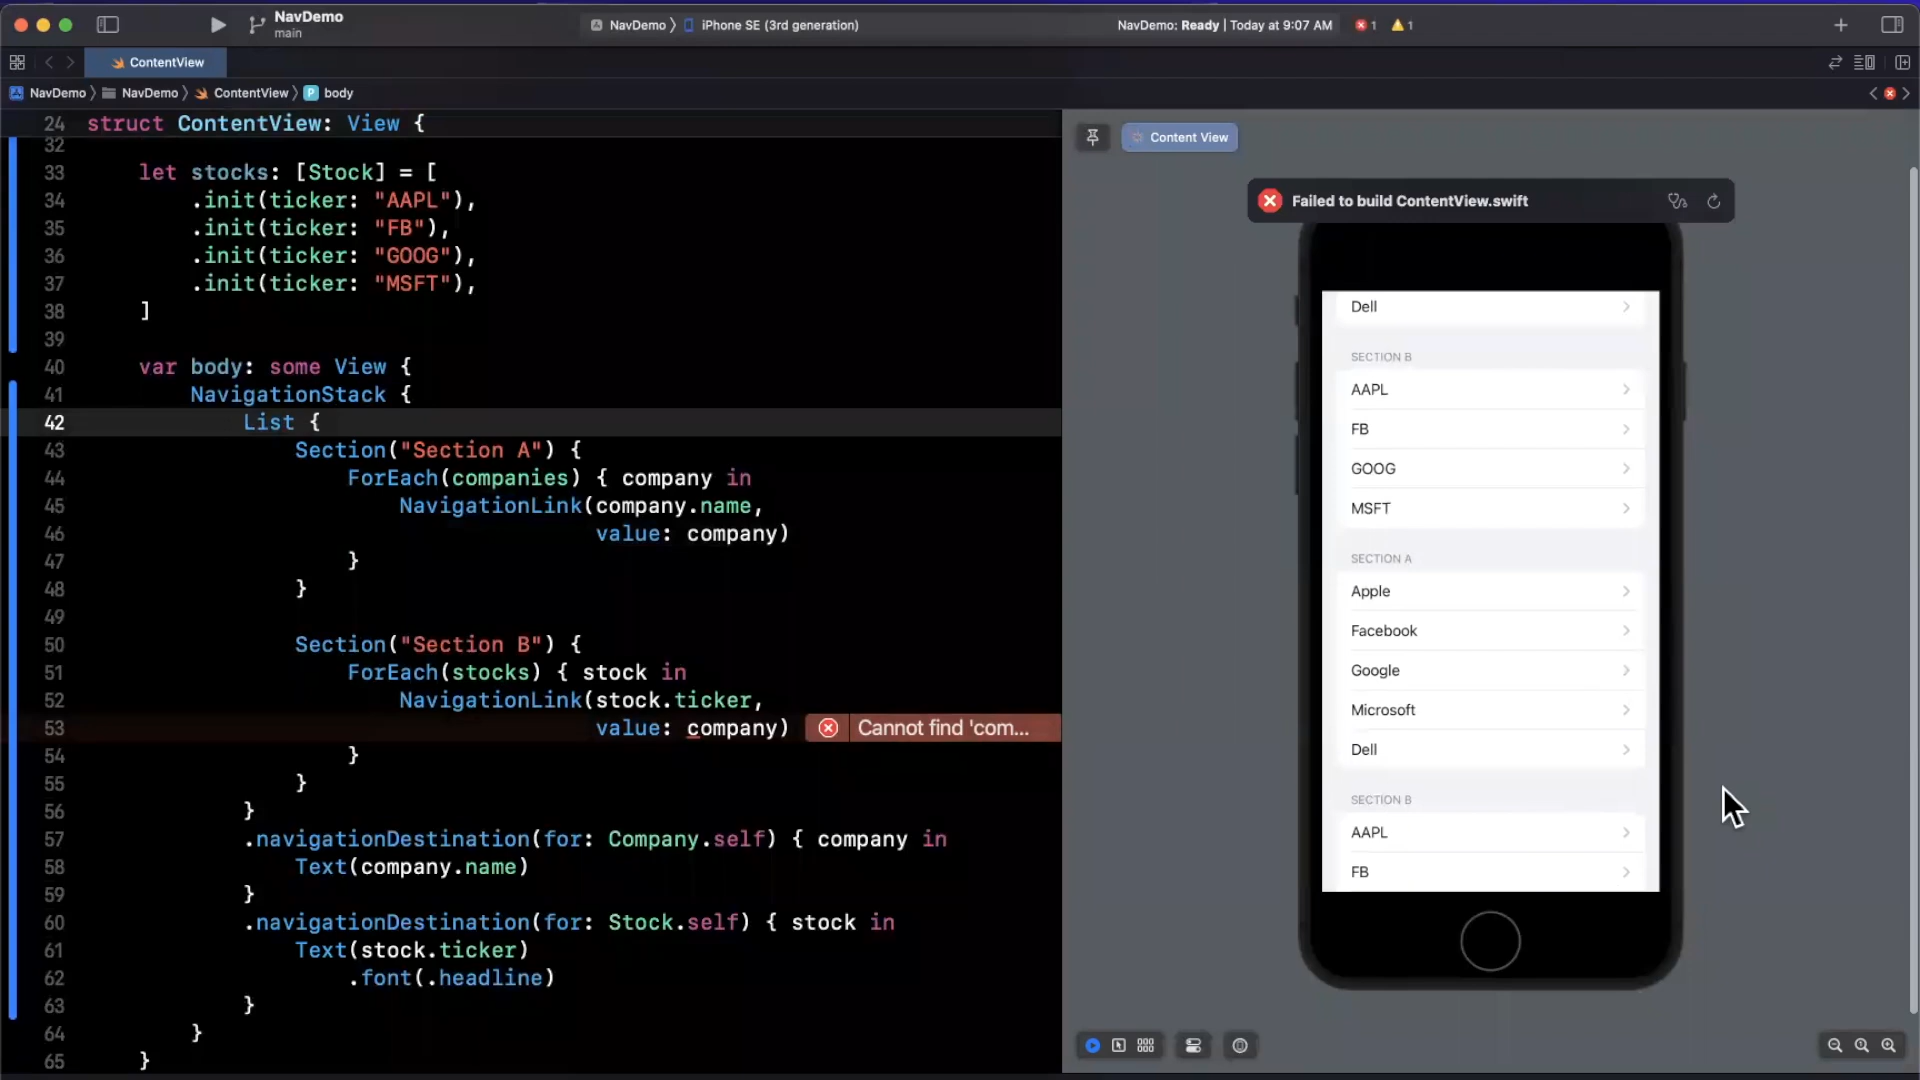 NavDemo
main
NavDemo 〉 iPhone SE (3rd generation)
NavDemo: Ready | Today at 9:07 AM
1
1
ContentView
NavDemo 〉 NavDemo 〉 ContentView 〉 P body
24 struct ContentView: View {
32
33 let stocks: [Stock] = [
34 .init(ticker: "AAPL"),
35 .init(ticker: "FB"),
36 .init(ticker: "GOOG"),
37 .init(ticker: "MSFT"),
38 ]
39
40 var body: some View {
41 NavigationStack {
42 List {
43 Section("Section A") {
44 ForEach(companies) { company in
45 NavigationLink(company.name,
46 value: company)
47 }
48 }
49
50 Section("Section B") {
51 ForEach(stocks) { stock in
52 NavigationLink(stock.ticker,
53 value: company) Cannot find 'com...
54 }
55 }
56 }
57 .navigationDestination(for: Company.self) { company in
58 Text(company.name)
59 }
60 .navigationDestination(for: Stock.self) { stock in
61 Text(stock.ticker)
62 .font(.headline)
63 }
64 }
65 }
Content View
Failed to build ContentView.swift
Dell
SECTION B
AAPL
FB
GOOG
MSFT
SECTION A
Apple
Facebook
Google
Microsoft
Dell
SECTION B
AAPL
FB